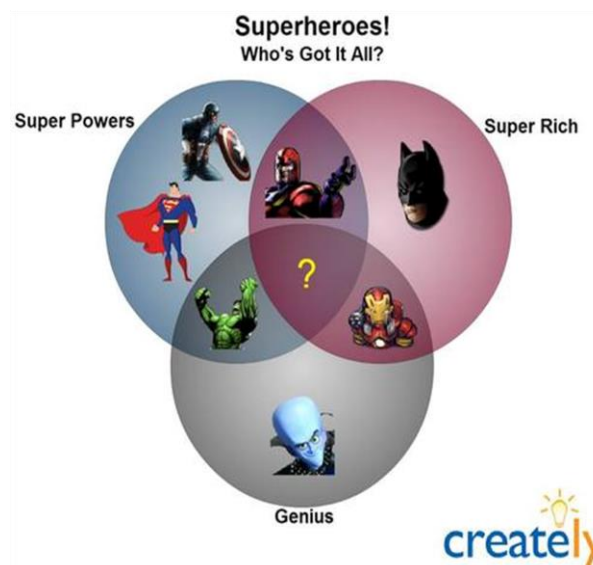 Superheroes!
Who's Got It All?
Super Powers
Super Rich
?
Genius
creately